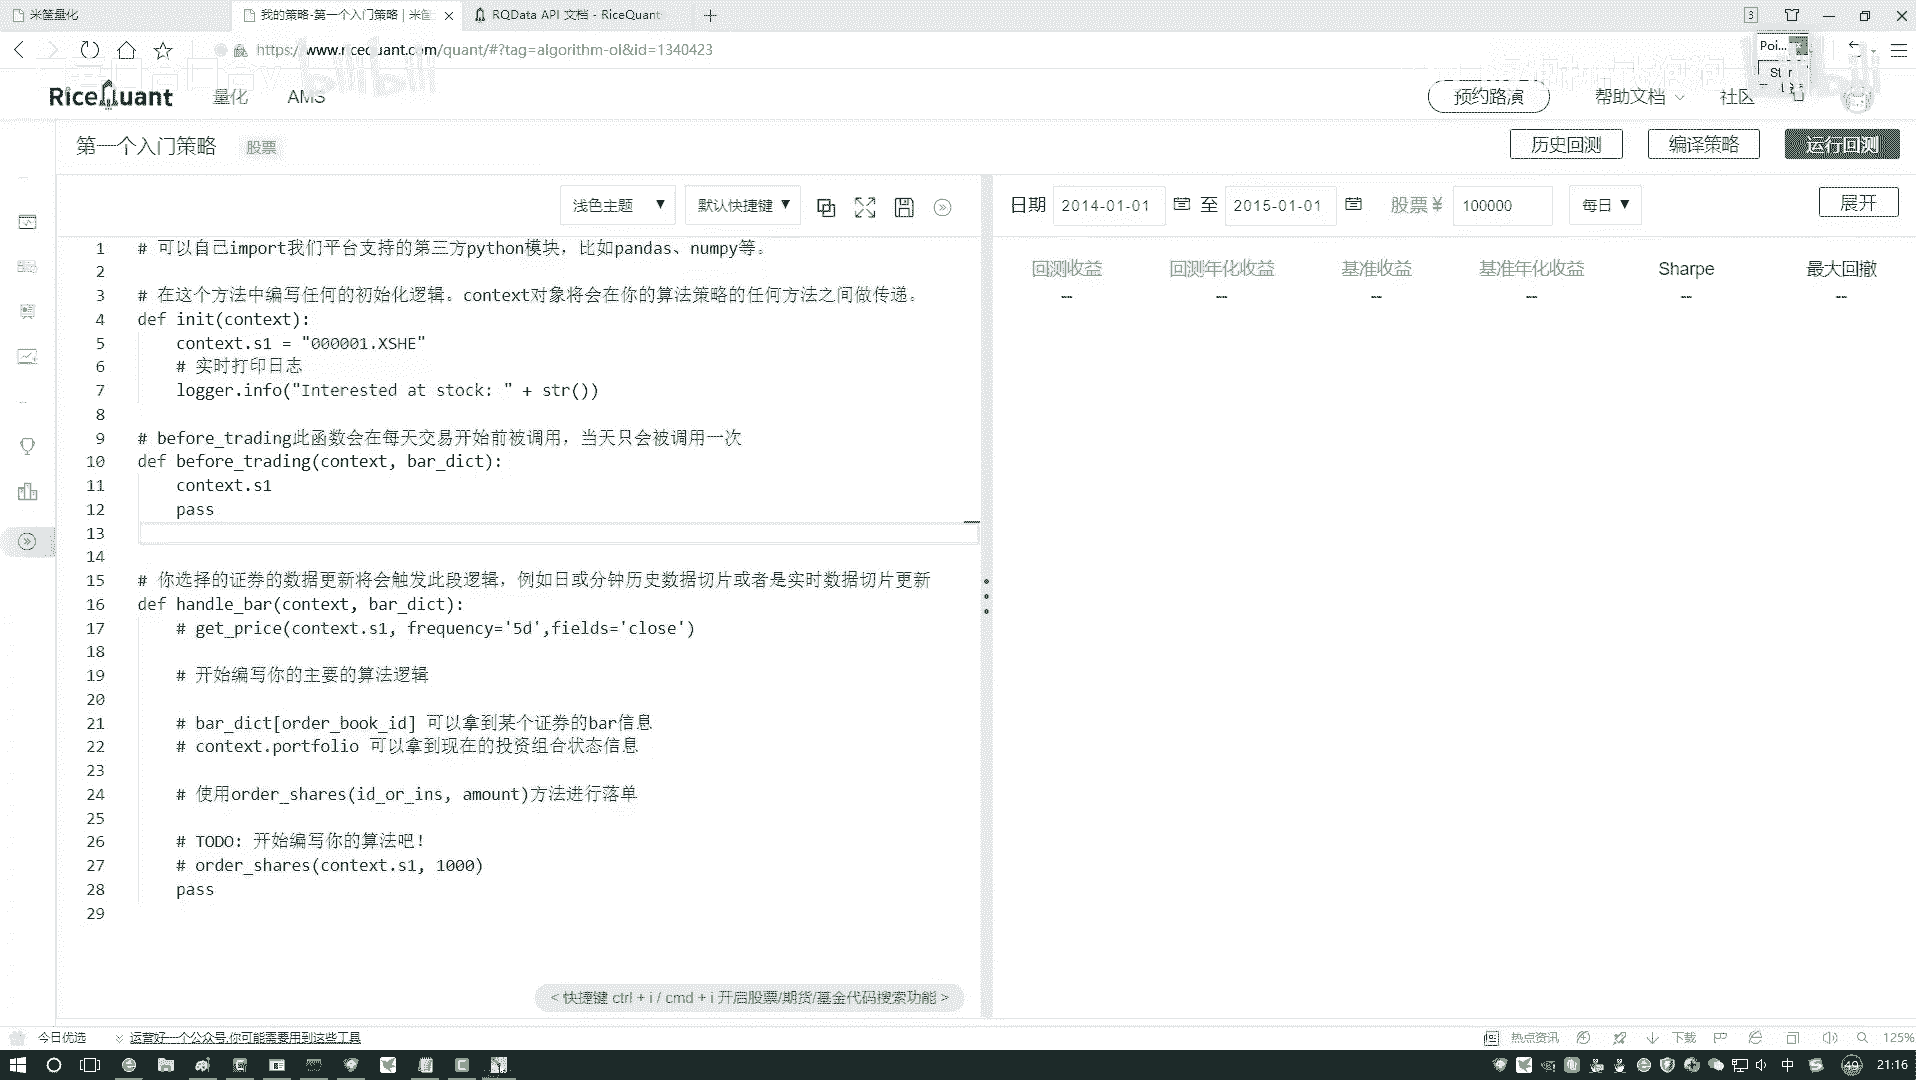 米筐量化
我的策略-第一个入门策略 | 米筐
RQData API 文档 - RiceQuant
3
https://www.ricequant.com/quant/#?tag=algorithm-ol&id=1340423
Poi...
RiceQuant
量化
AMS
预约路演
帮助文档
社区
第一个入门策略
股票
历史回测
编译策略
运行回测
浅色主题 ▼
默认快捷键 ▼
日期 2014-01-01 至 2015-01-01 股票 ¥ 100000 每日 ▼
展开
回测收益 回测年化收益 基准收益 基准年化收益 Sharpe 最大回撤
-- -- -- -- -- --
1 # 可以自己import我们平台支持的第三方python模块，比如pandas、numpy等。
2
3 # 在这个方法中编写任何的初始化逻辑。context对象将会在你的算法策略的任何方法之间做传递。
4 def init(context):
5     context.s1 = "000001.XSHE"
6     # 实时打印日志
7     logger.info("Interested at stock: " + str())
8
9 # before_trading此函数会在每天交易开始前被调用，当天只会被调用一次
10 def before_trading(context, bar_dict):
11     context.s1
12     pass
13
14
15 # 你选择的证券的数据更新将会触发此段逻辑，例如日或分钟历史数据切片或者是实时数据切片更新
16 def handle_bar(context, bar_dict):
17     # get_price(context.s1, frequency='5d',fields='close')
18
19     # 开始编写你的主要的算法逻辑
20
21     # bar_dict[order_book_id] 可以拿到某个证券的bar信息
22     # context.portfolio 可以拿到现在的投资组合状态信息
23
24     # 使用order_shares(id_or_ins, amount)方法进行落单
25
26     # TODO: 开始编写你的算法吧!
27     # order_shares(context.s1, 1000)
28     pass
29
< 快捷键 ctrl + i / cmd + i 开启股票/期货/基金代码搜索功能 >
今日优选
运营好一个公众号,你可能需要用到这些工具
热点资讯
下载
125%
中
49
21:16